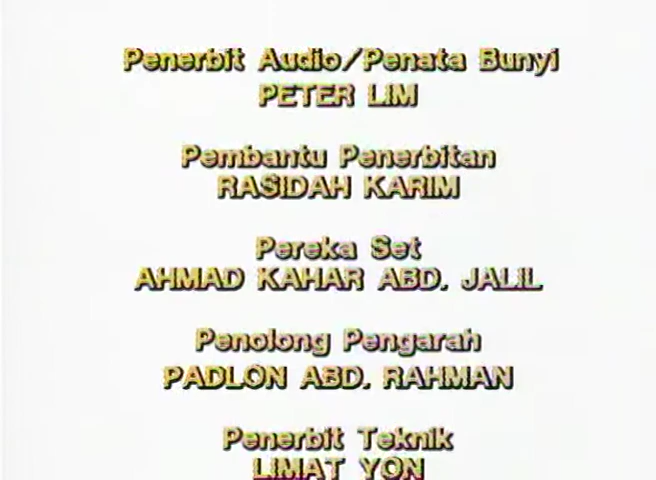 Penerbit Audio/Penata Bunyi
PETER LIM
Pembantu Penerbitan
RASIDAH KARIM
Pereka Set
AHMAD KAHAR ABD. JALIL
Penolong Pengarah
PADLON ABD. RAHMAN
Penerbit Teknik
LIMAT YON